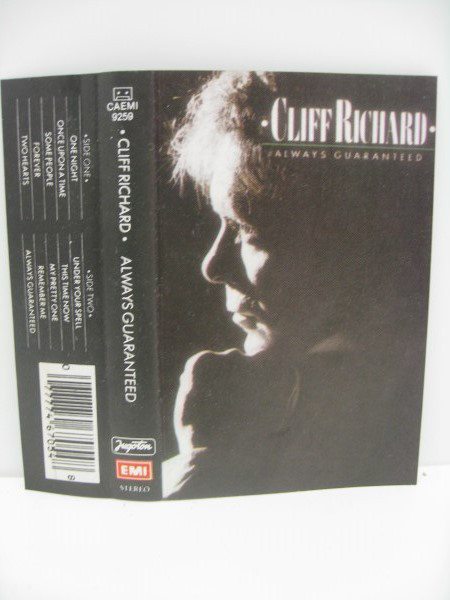 • CLIFF RICHARD •
ALWAYS GUARANTEED
CAEMI
9259
• CLIFF RICHARD • ALWAYS GUARANTEED
Jugoton
EMI
STEREO
• SIDE ONE •
ONE NIGHT
ONCE UPON A TIME
SOME PEOPLE
FOREVER
TWO HEARTS
• SIDE TWO •
UNDER YOUR SPELL
THIS TIME NOW
MY PRETTY ONE
REMEMBER ME
ALWAYS GUARANTEED